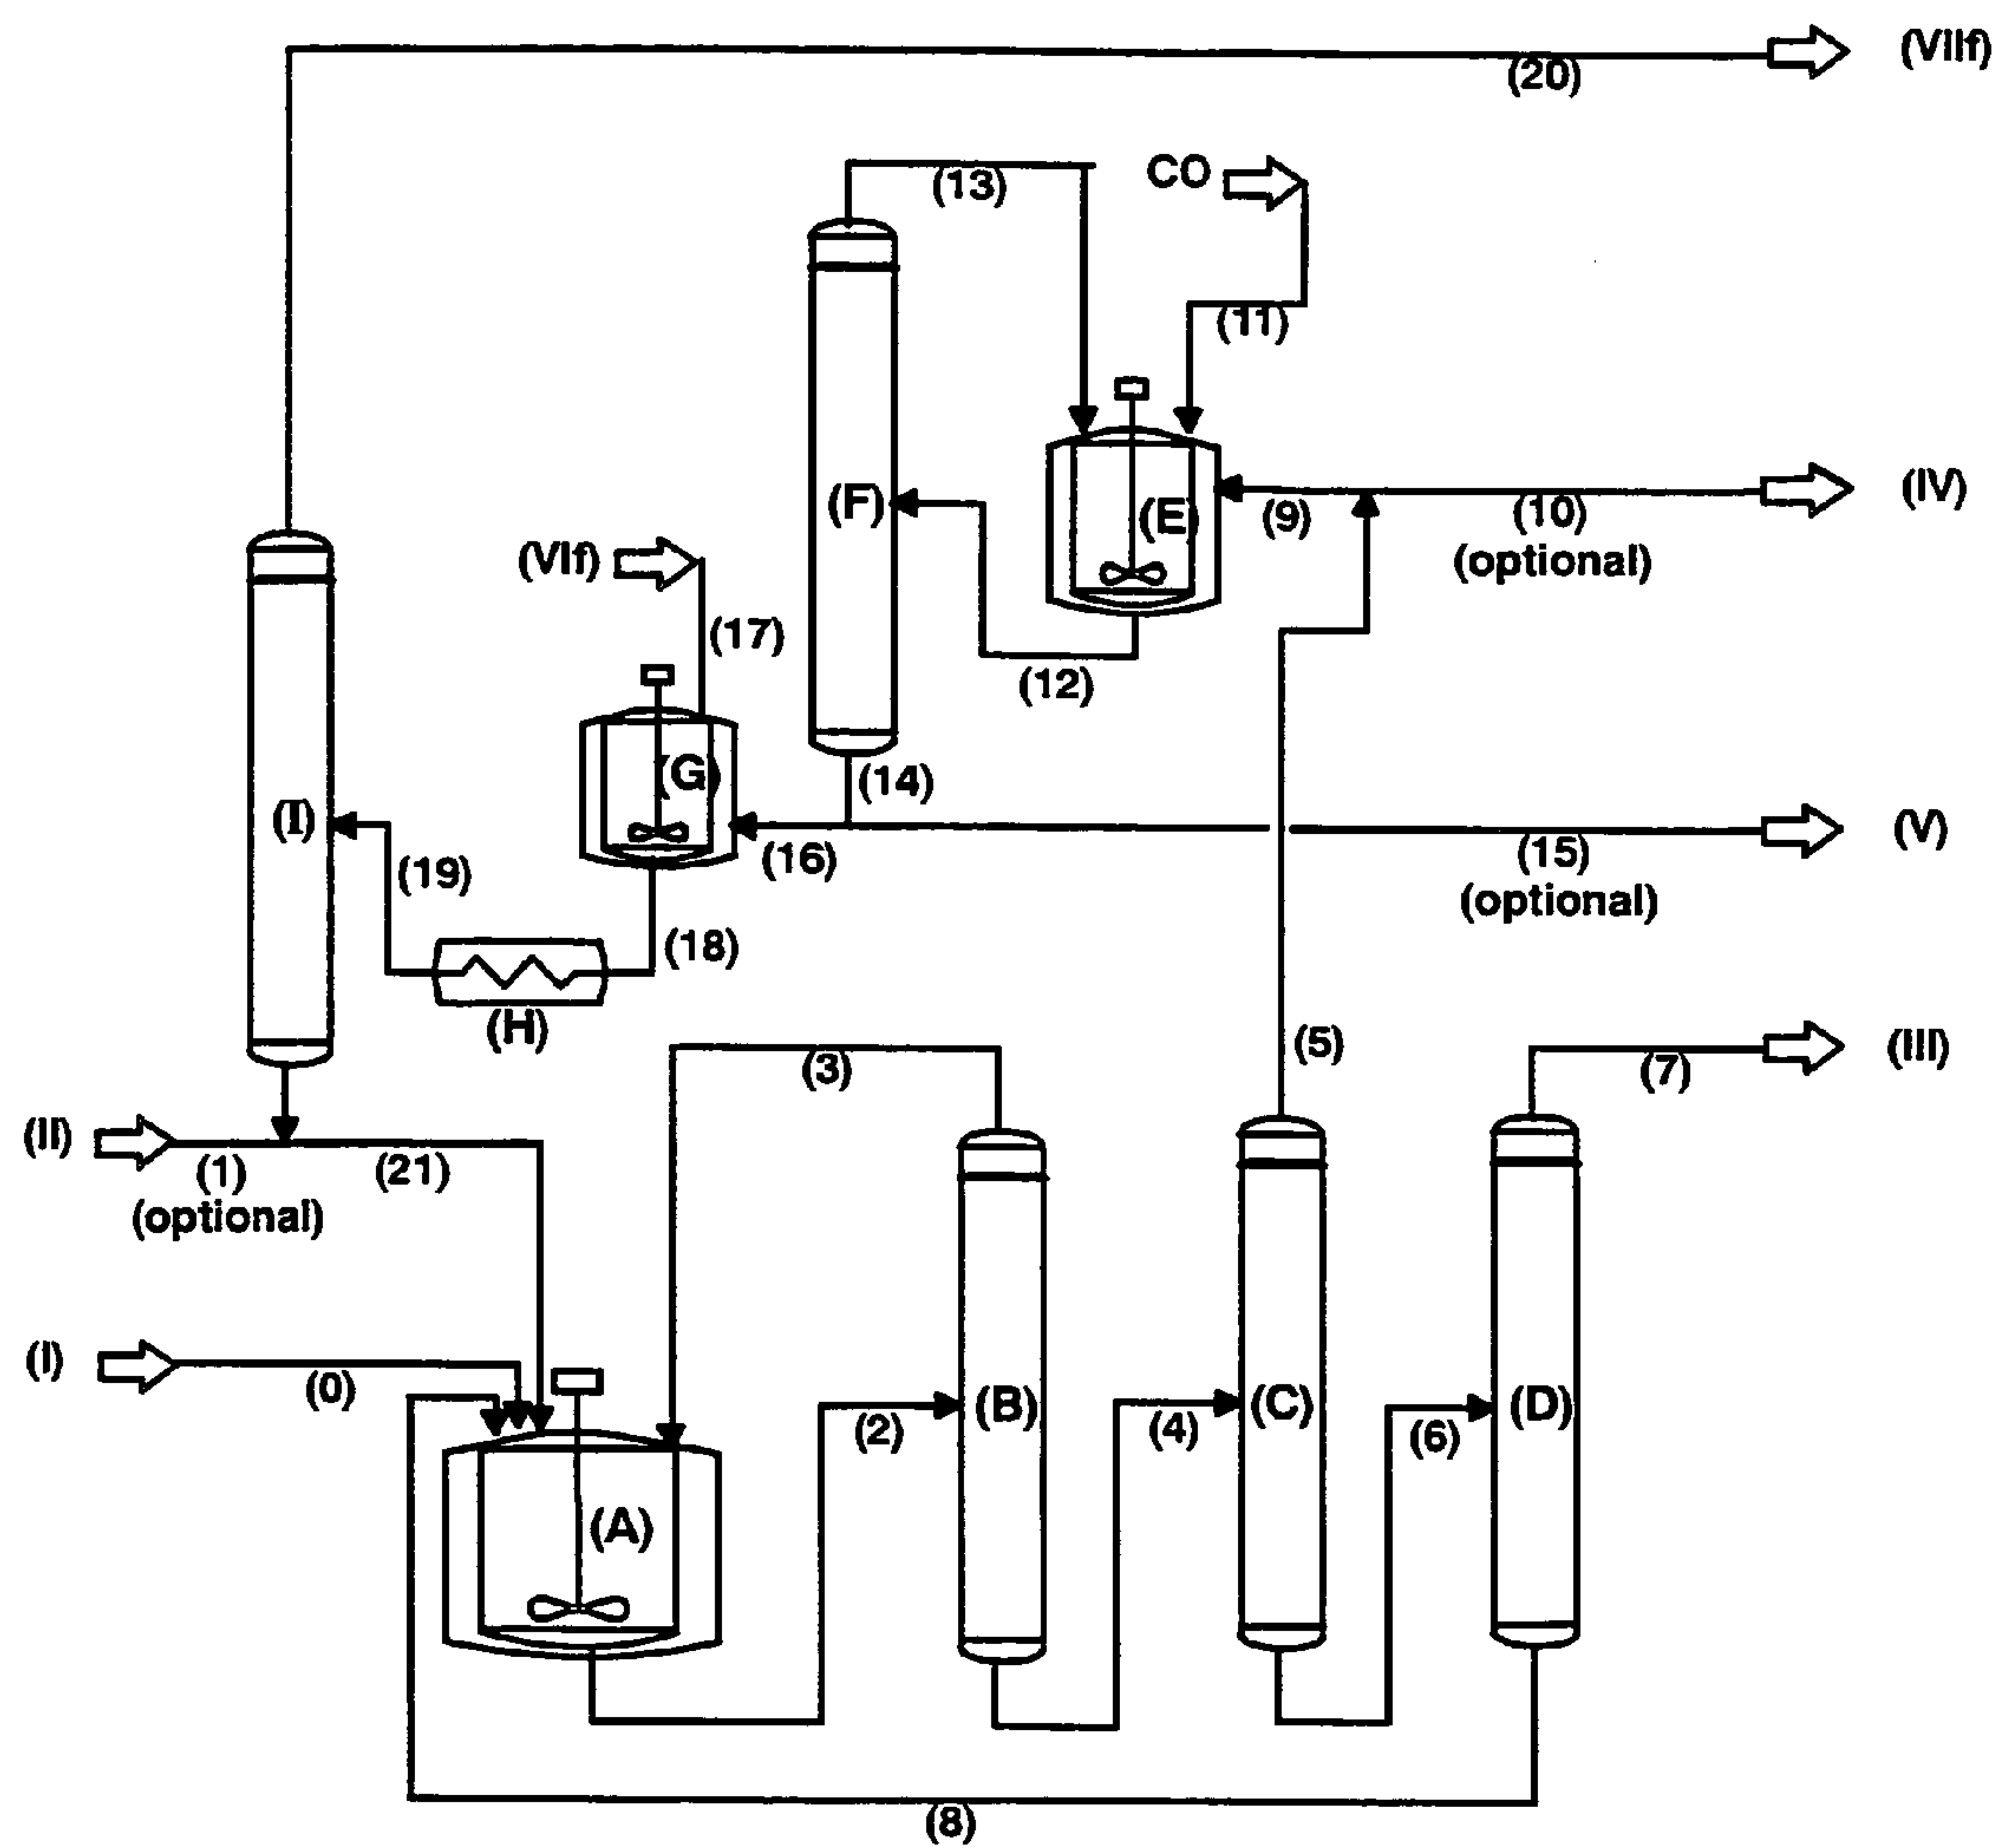 (VIIf)
(20)
CO
(13)
(11)
(IV)
(F)
(E)
(9)
(10)
(optional)
(VIf)
(17)
(12)
(G)
(14)
(I)
(V)
(16)
(15)
(optional)
(19)
(18)
(H)
(5)
(III)
(3)
(7)
(II)
(1)
(21)
(optional)
(I)
(0)
(B)
(C)
(D)
(2)
(4)
(6)
(A)
(8)